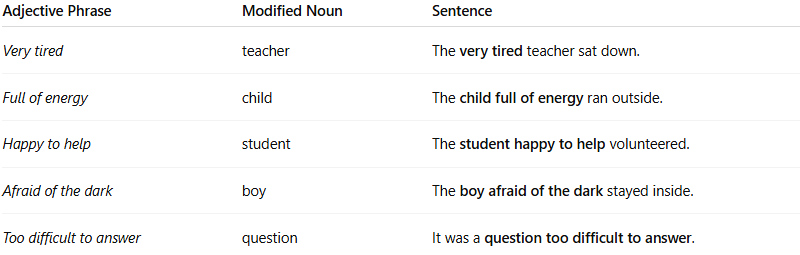 Adjective Phrase Modified Noun Sentence
Very tired teacher The very tired teacher sat down.
Full of energy child The child full of energy ran outside.
Happy to help student The student happy to help volunteered.
Afraid of the dark boy The boy afraid of the dark stayed inside.
Too difficult to answer question It was a question too difficult to answer.